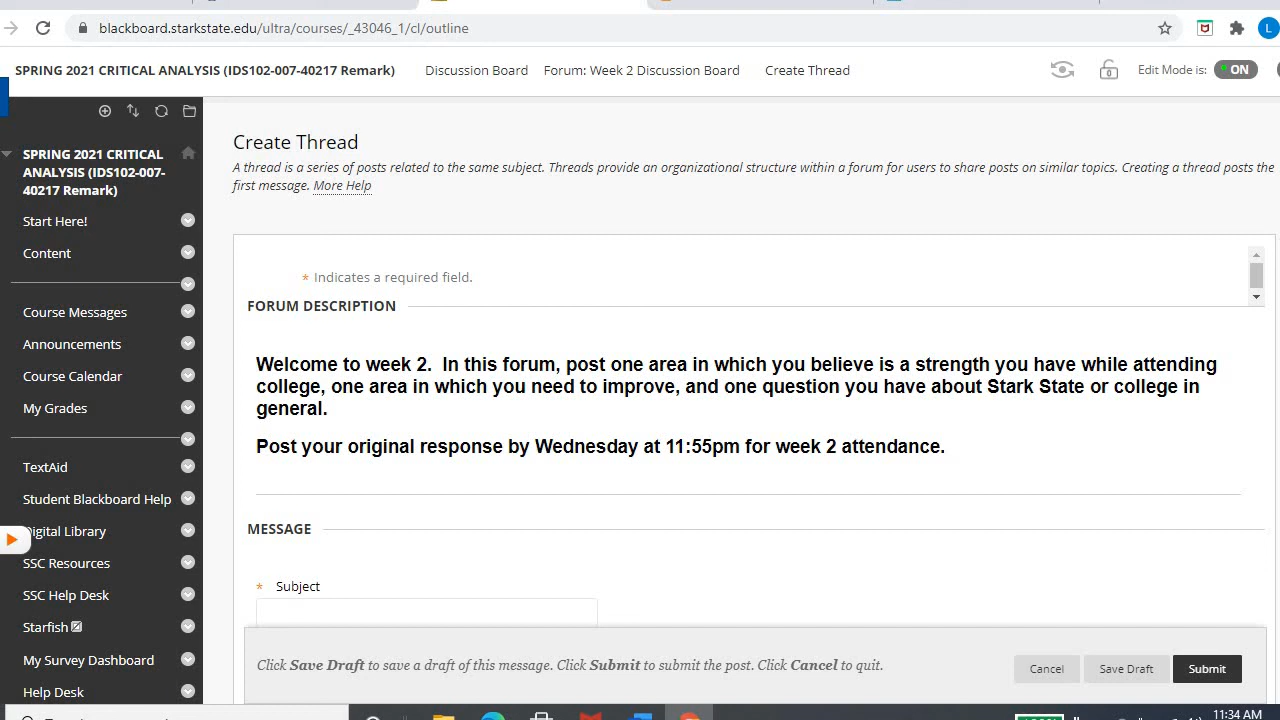 blackboard.starkstate.edu/ultra/courses/_43046_1/cl/outline
L
SPRING 2021 CRITICAL ANALYSIS (IDS102-007-40217 Remark) Discussion Board Forum: Week 2 Discussion Board Create Thread Edit Mode is: ON
SPRING 2021 CRITICAL
ANALYSIS (IDS102-007-
40217 Remark)
Start Here!
Content
Course Messages
Announcements
Course Calendar
My Grades
TextAid
Student Blackboard Help
Digital Library
SSC Resources
SSC Help Desk
Starfish
My Survey Dashboard
Help Desk
Create Thread
A thread is a series of posts related to the same subject. Threads provide an organizational structure within a forum for users to share posts on similar topics. Creating a thread posts the
first message. More Help
* Indicates a required field.
FORUM DESCRIPTION
Welcome to week 2. In this forum, post one area in which you believe is a strength you have while attending
college, one area in which you need to improve, and one question you have about Stark State or college in
general.
Post your original response by Wednesday at 11:55pm for week 2 attendance.
MESSAGE
* Subject
Click Save Draft to save a draft of this message. Click Submit to submit the post. Click Cancel to quit.
Cancel Save Draft Submit
11:34 AM